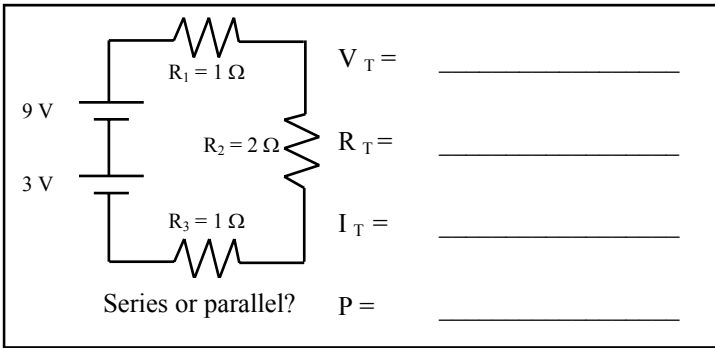 R₁ = 1 Ω
V T =
9 V
R₂ = 2 Ω
R T =
3 V
R₃ = 1 Ω
I T =
Series or parallel?
P =